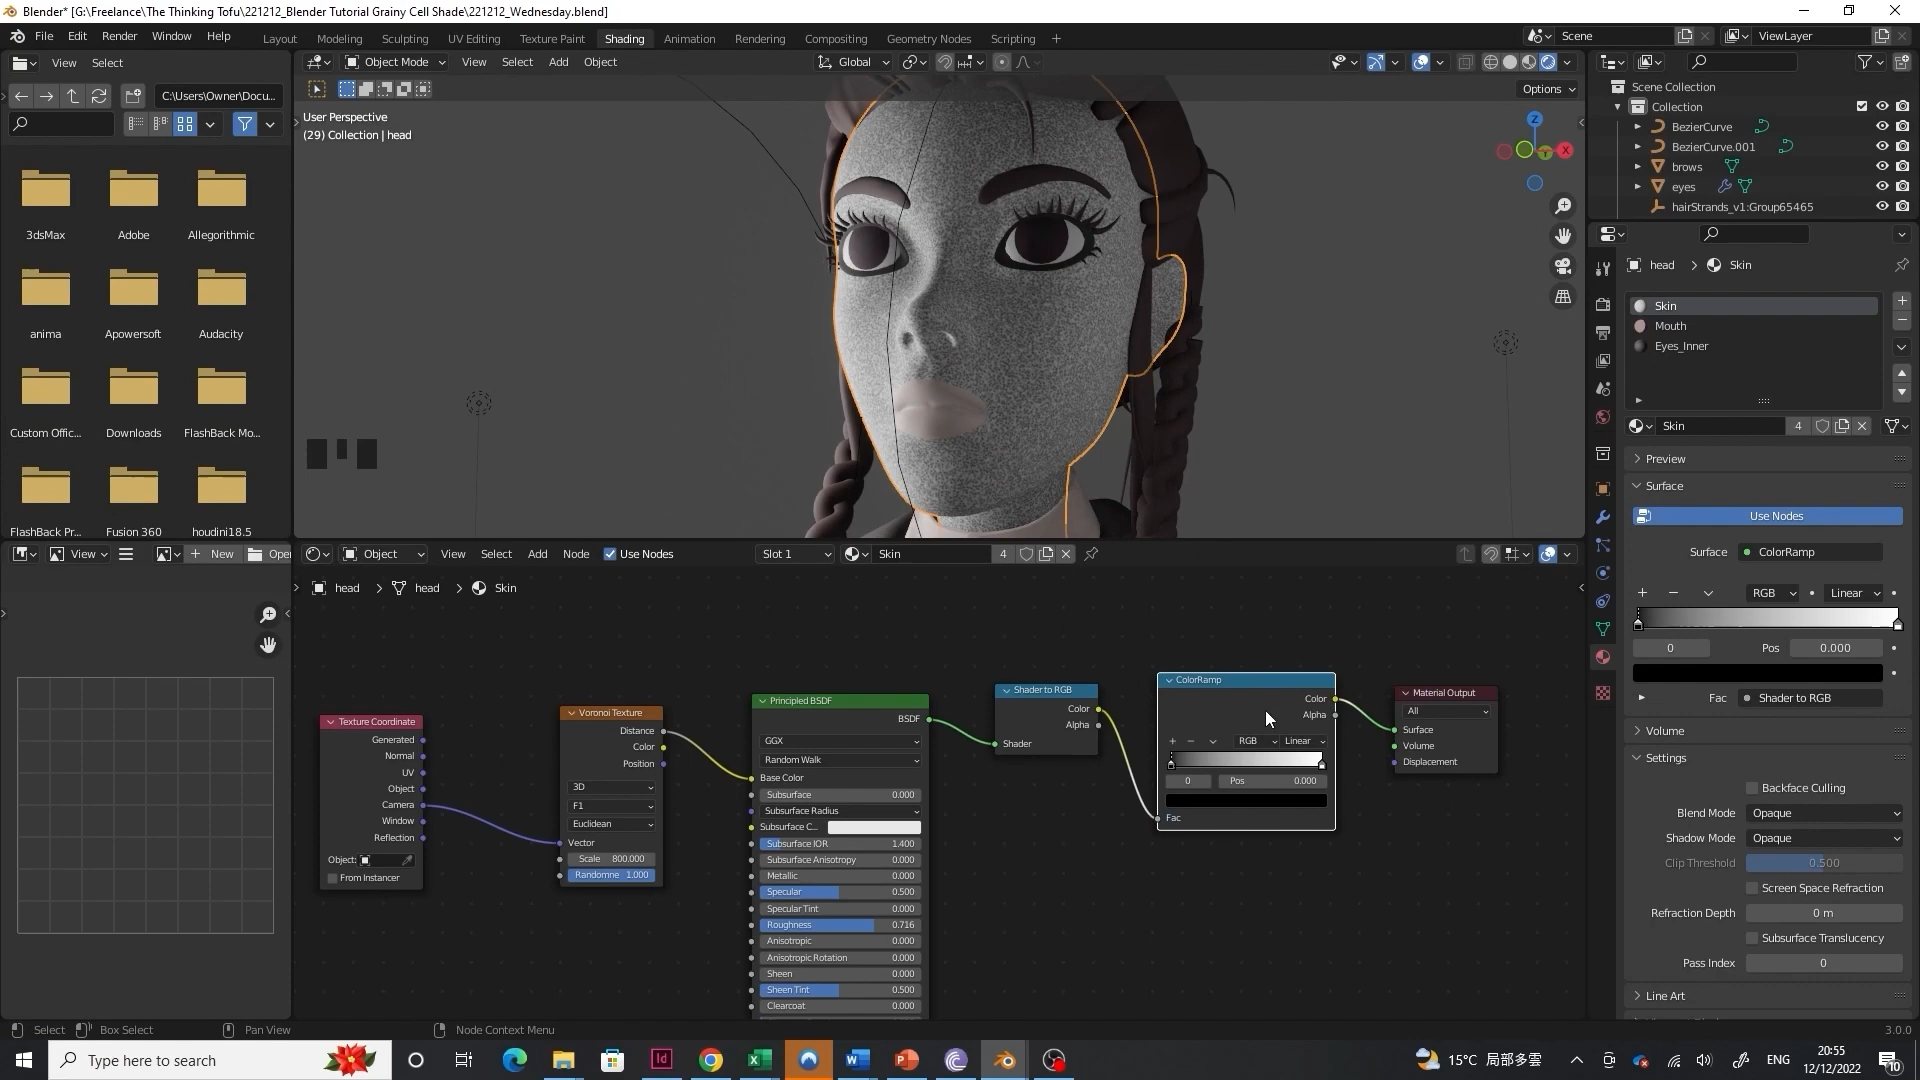 Blender* [G:\Freelance\The Thinking Tofu\221212_Blender Tutorial Grainy Cell Shade\221212_Wednesday.blend]
File Edit Render Window Help Layout Modeling Sculpting UV Editing Texture Paint Shading Animation Rendering Compositing Geometry Nodes Scripting + Scene ViewLayer
View Select
Object Mode View Select Add Object Global
C:\Users\Owner\Docu...
Options
3dsMax Adobe Allegorithmic
anima Apowersoft Audacity
Custom Offic... Downloads FlashBack Mo...
FlashBack Pr... Fusion 360 houdini18.5
User Perspective
(29) Collection | head
Z
X
Scene Collection
Collection
BezierCurve
BezierCurve.001
brows
eyes
hairStrands_v1:Group65465
head > Skin
Skin
Mouth
Eyes_Inner
Skin 4
Preview
Surface
Use Nodes
Surface ColorRamp
RGB Linear
0 Pos 0.000
Fac Shader to RGB
Volume
Settings
Backface Culling
Blend Mode Opaque
Shadow Mode Opaque
Clip Threshold 0.500
Screen Space Refraction
Refraction Depth 0 m
Subsurface Translucency
Pass Index 0
Line Art
View New Open
Object View Select Add Node Use Nodes Slot 1 Skin 4
head > head > Skin
Texture Coordinate
Generated
Normal
UV
Object
Camera
Window
Reflection
Object:
From Instancer
Voronoi Texture
Distance
Color
Position
3D
F1
Euclidean
Vector
Scale 800.000
Randomne 1.000
Principled BSDF
BSDF
GGX
Random Walk
Base Color
Subsurface 0.000
Subsurface Radius
Subsurface C...
Subsurface IOR 1.400
Subsurface Anisotropy 0.000
Metallic 0.000
Specular 0.500
Specular Tint 0.000
Roughness 0.716
Anisotropic 0.000
Anisotropic Rotation 0.000
Sheen 0.000
Sheen Tint 0.500
Clearcoat 0.000
Shader to RGB
Color
Alpha
Shader
ColorRamp
Color
Alpha
RGB Linear
0 Pos 0.000
Fac
Material Output
All
Surface
Volume
Displacement
Select Box Select Pan View Node Context Menu 3.0.0
Type here to search
15°C 局部多雲 ENG
20:55
12/12/2022
10